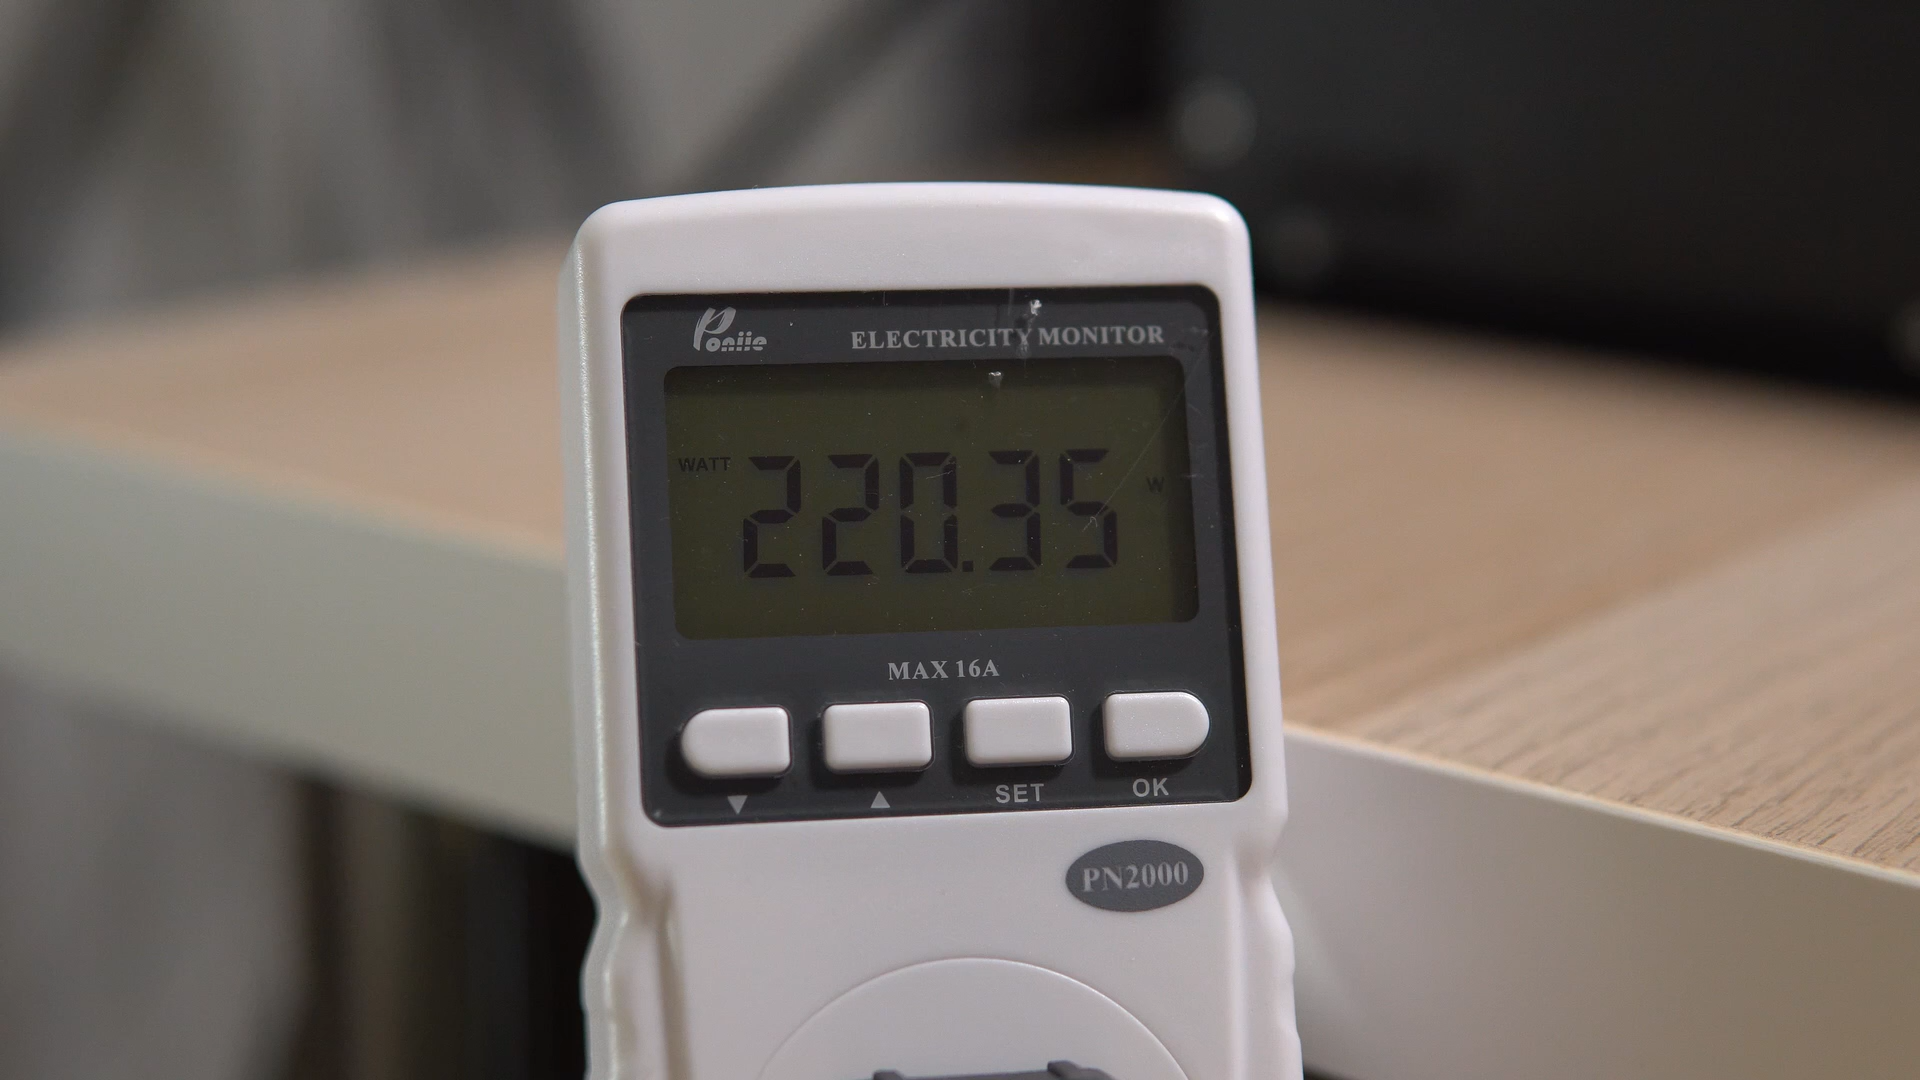 Poniie ELECTRICITY MONITOR
WATT 220.35 W
MAX 16A
▼ ▲ SET OK
PN2000